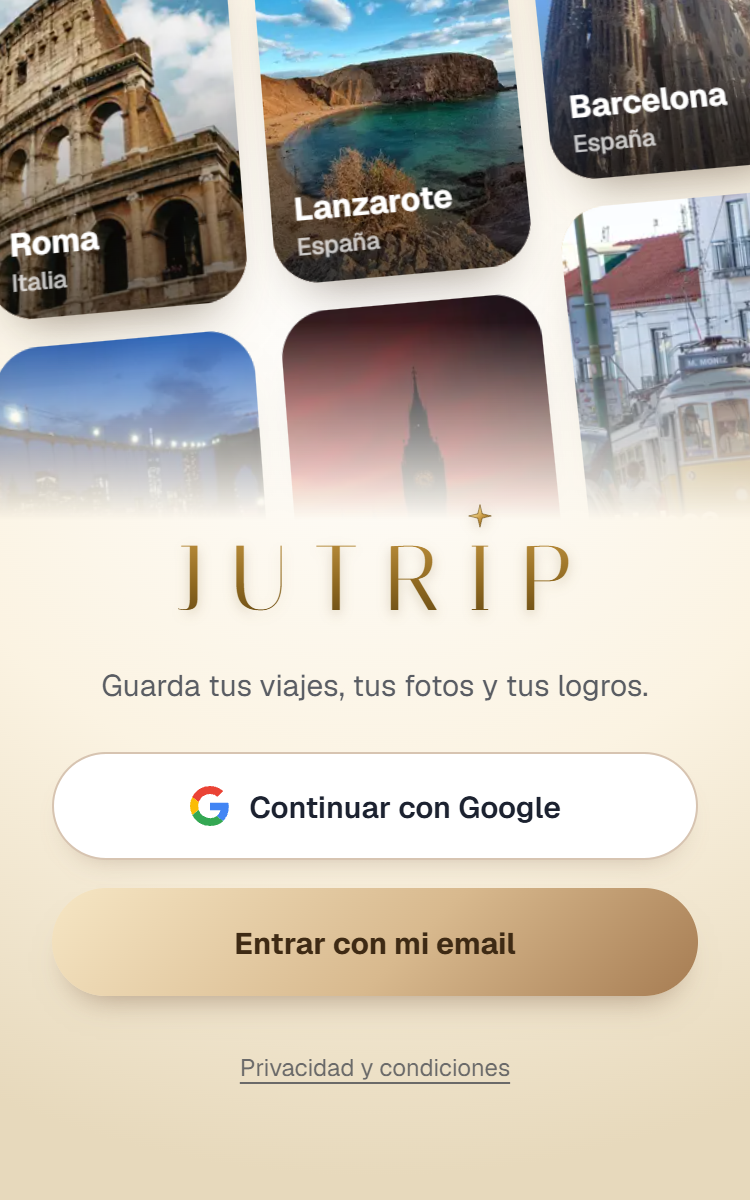 Barcelona
España
Lanzarote
España
Roma
Italia
M. MONIZ
JUTRIP
Guarda tus viajes, tus fotos y tus logros.
Continuar con Google
Entrar con mi email
Privacidad y condiciones